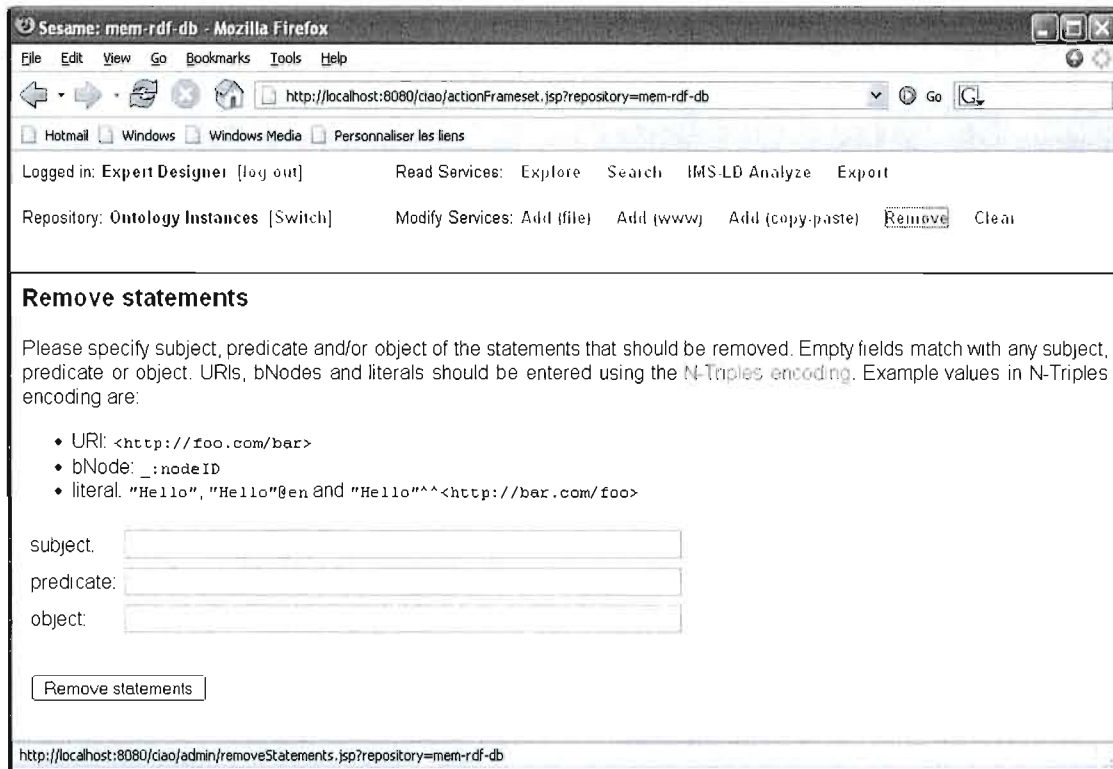 Sesame: mem-rdf-db - Mozilla Firefox
File Edit View Go Bookmarks Tools Help
http://localhost:8080/ciao/actionFrameset.jsp?repository=mem-rdf-db Go G
Hotmail Windows Windows Media Personnaliser les liens
Logged in: Expert Designer [log out] Read Services: Explore Search IMS-LD Analyze Export
Repository: Ontology Instances [Switch] Modify Services: Add (file) Add (www) Add (copy-paste) Remove Clear
Remove statements
Please specify subject, predicate and/or object of the statements that should be removed. Empty fields match with any subject,
predicate or object. URIs, bNodes and literals should be entered using the N-Triples encoding. Example values in N-Triples
encoding are:
• URI: <http://foo.com/bar>
• bNode: _:nodeID
• literal: "Hello", "Hello"@en and "Hello"^^<http://bar.com/foo>
subject:
predicate:
object:
Remove statements
http://localhost:8080/ciao/admin/removeStatements.jsp?repository=mem-rdf-db